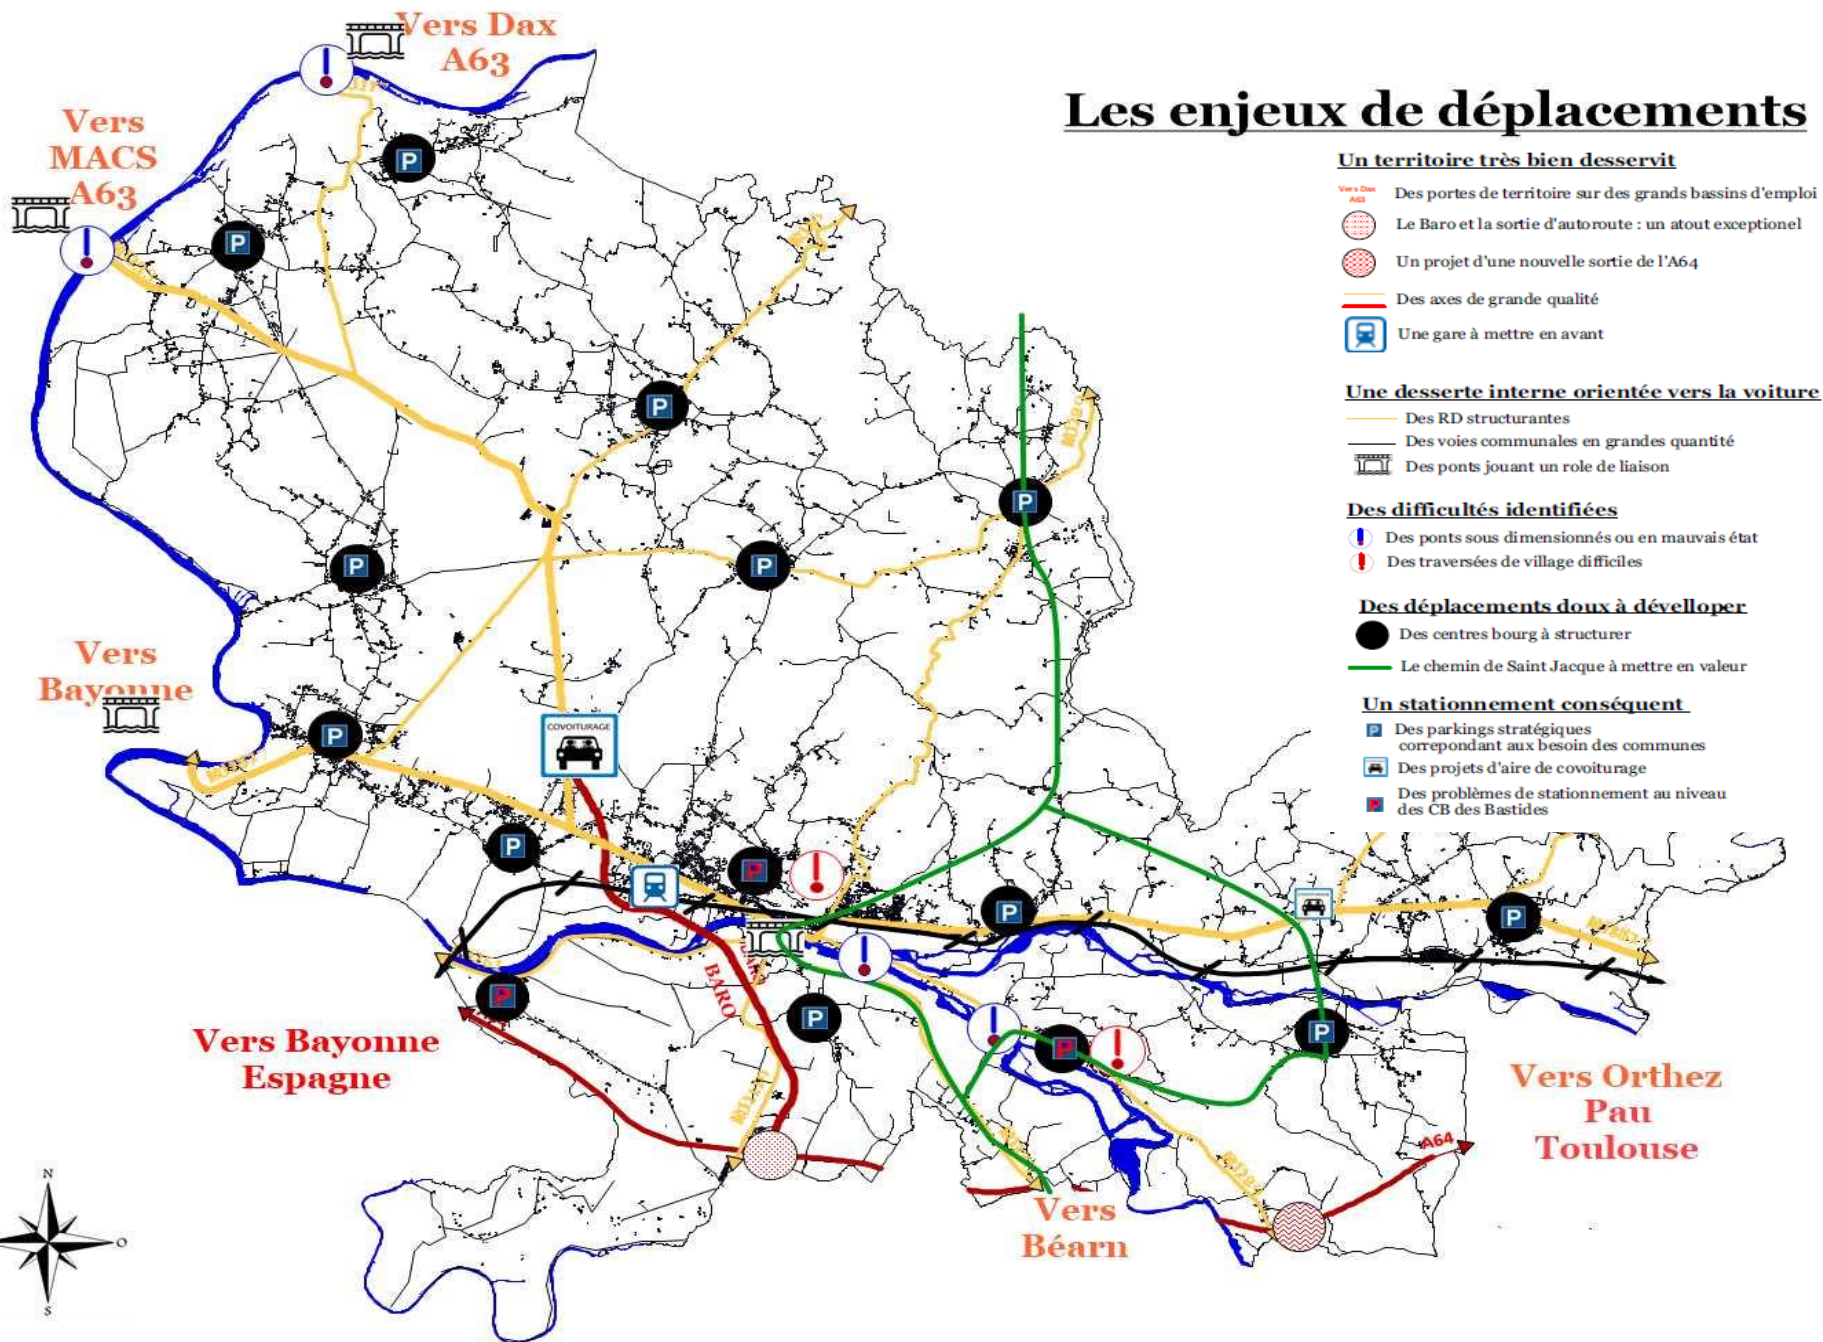 Vers Dax
A63
Vers
MACS
A63
Les enjeux de déplacements
Un territoire très bien desservit
Vers Dax
A63
Des portes de territoire sur des grands bassins d'emploi
Le Baro et la sortie d'autoroute : un atout exceptionel
Un projet d'une nouvelle sortie de l'A64
Des axes de grande qualité
Une gare à mettre en avant
Une desserte interne orientée vers la voiture
Des RD structurantes
Des voies communales en grandes quantité
Des ponts jouant un role de liaison
Des difficultés identifiées
Des ponts sous dimensionnés ou en mauvais état
Des traversées de village difficiles
Des déplacements doux à dévelloper
Des centres bourg à structurer
Le chemin de Saint Jacque à mettre en valeur
Un stationnement conséquent
P
Des parkings stratégiques
correpondant aux besoin des communes
Des projets d'aire de covoiturage
P
Des problèmes de stationnement au niveau
des CB des Bastides
P
P
P
P
P
P
Vers
Bayonne
P
COVOITURAGE
P
P
P
P
BARO
P
P
P
P
Vers Bayonne
Espagne
Vers Orthez
Pau
Toulouse
A64
Vers
Béarn
N
O
S